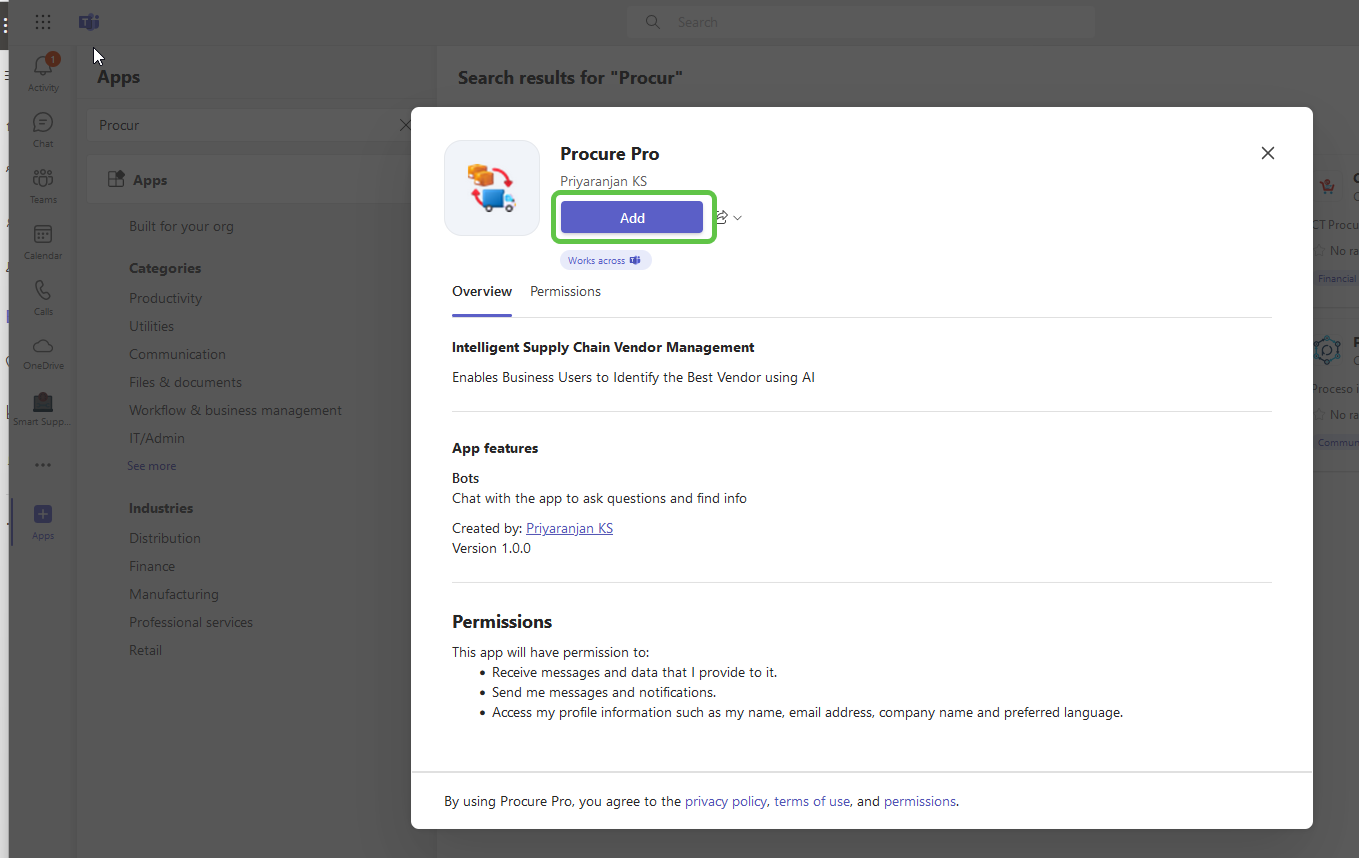 Search
1
Activity
Chat
Teams
Calendar
Calls
OneDrive
Smart Supp...
Apps
Apps
Procur
Apps
Built for your org
Categories
Productivity
Utilities
Communication
Files & documents
Workflow & business management
IT/Admin
See more
Industries
Distribution
Finance
Manufacturing
Professional services
Retail
Search results for "Procur"
Procure Pro
Priyaranjan KS
Add
Works across
Overview
Permissions
Intelligent Supply Chain Vendor Management
Enables Business Users to Identify the Best Vendor using AI
App features
Bots
Chat with the app to ask questions and find info
Created by: Priyaranjan KS
Version 1.0.0
Permissions
This app will have permission to:
• Receive messages and data that I provide to it.
• Send me messages and notifications.
• Access my profile information such as my name, email address, company name and preferred language.
By using Procure Pro, you agree to the privacy policy, terms of use, and permissions.
CT Procu
No ra
Financial
Proceso i
No ra
Commun